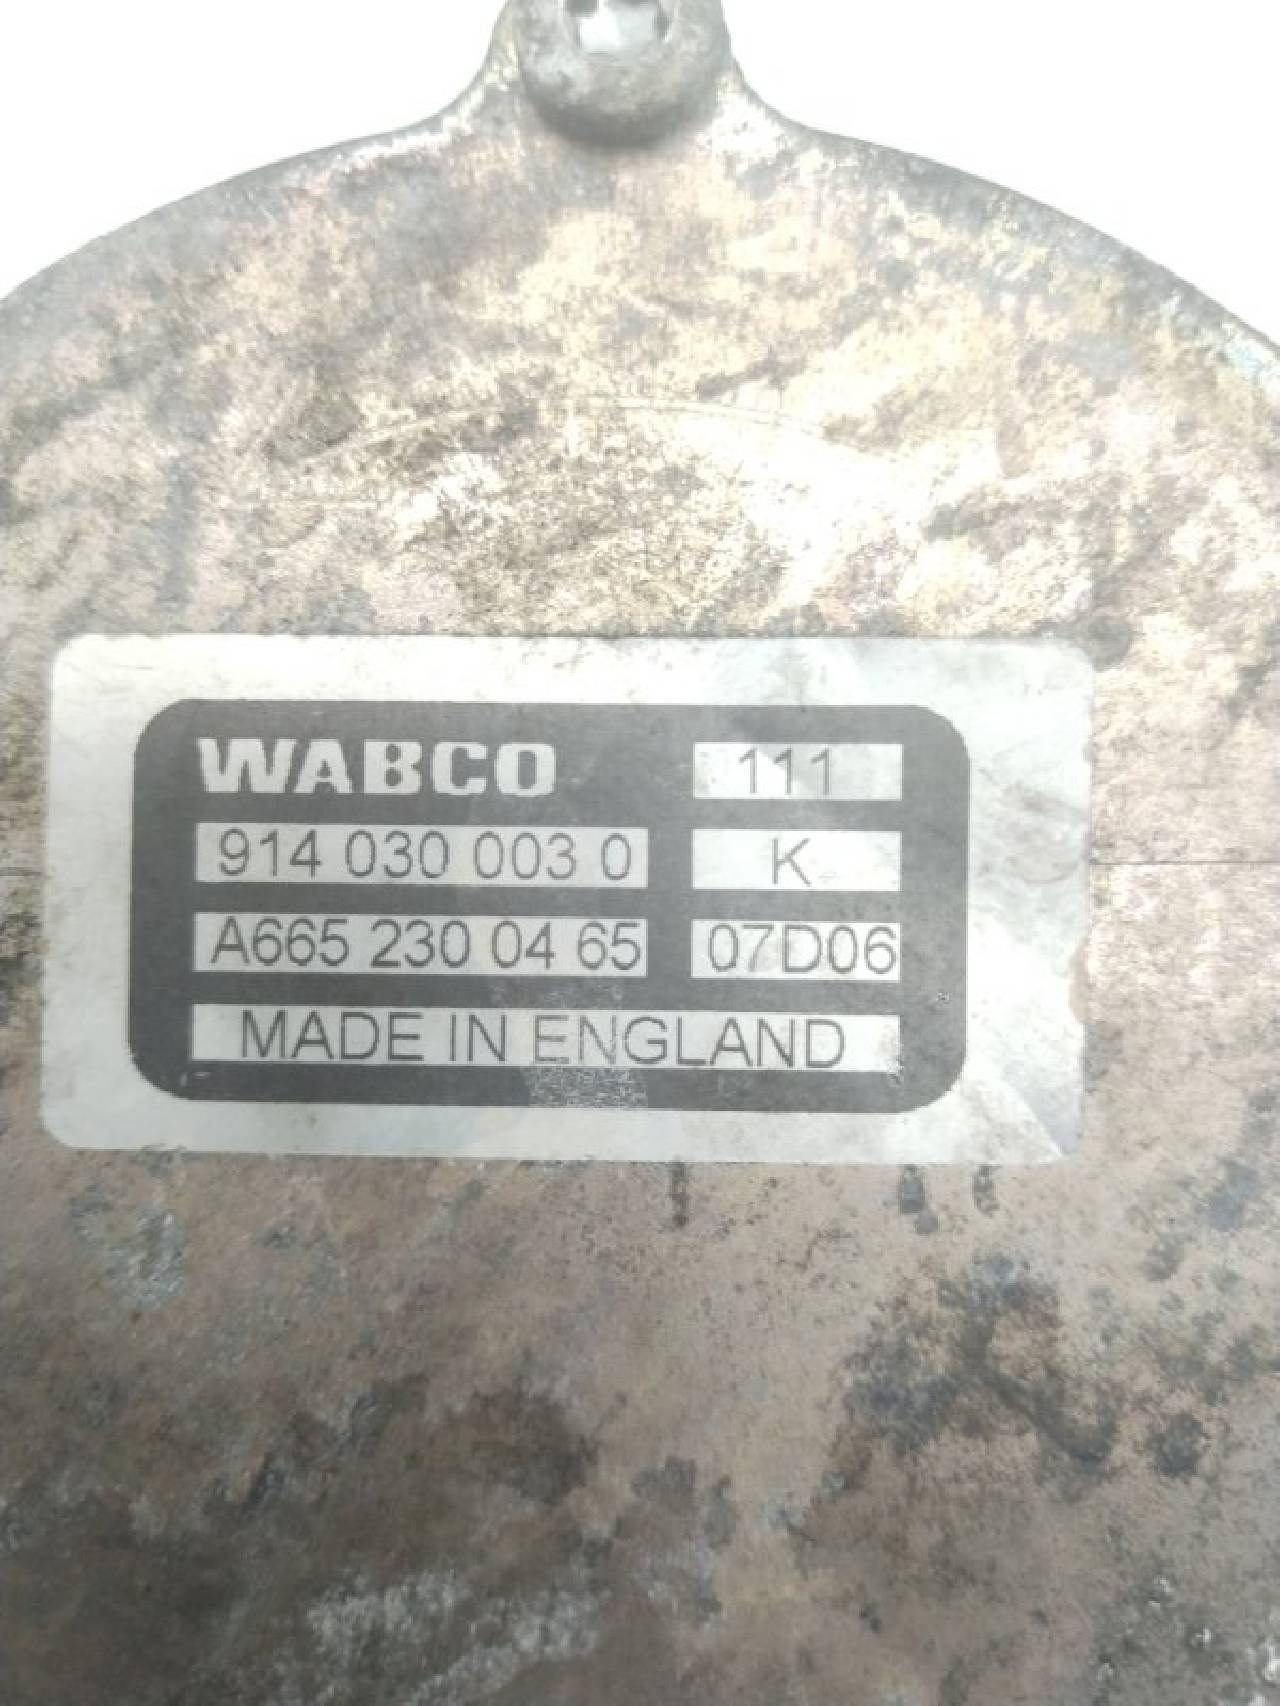 WABCO 111
914 030 003 0 K
A665 230 04 65 07D06
MADE IN ENGLAND